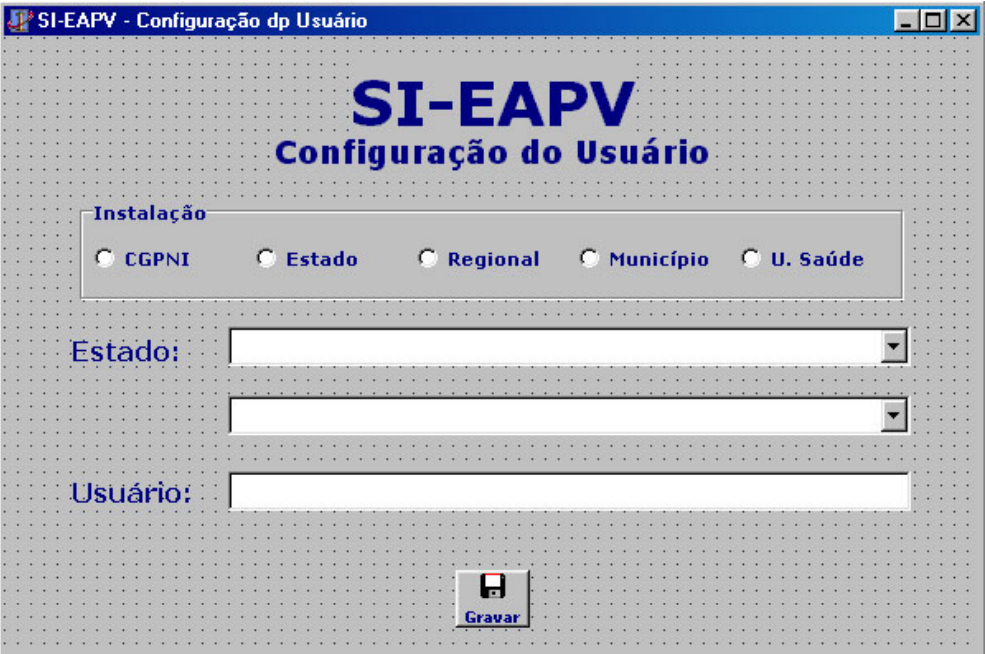 SI-EAPV - Configuração dp Usuário
SI-EAPV
Configuração do Usuário
Instalação
CGPNI Estado Regional Município U. Saúde
Estado:
Usuário:
Gravar